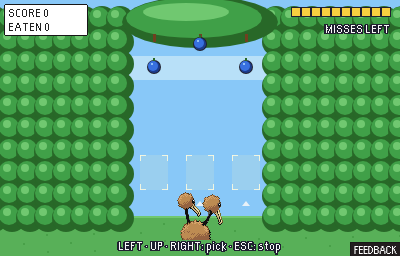 SCORE 0
EATEN 0
MISSES LEFT
LEFT · UP · RIGHT: pick · ESC: stop
FEEDBACK